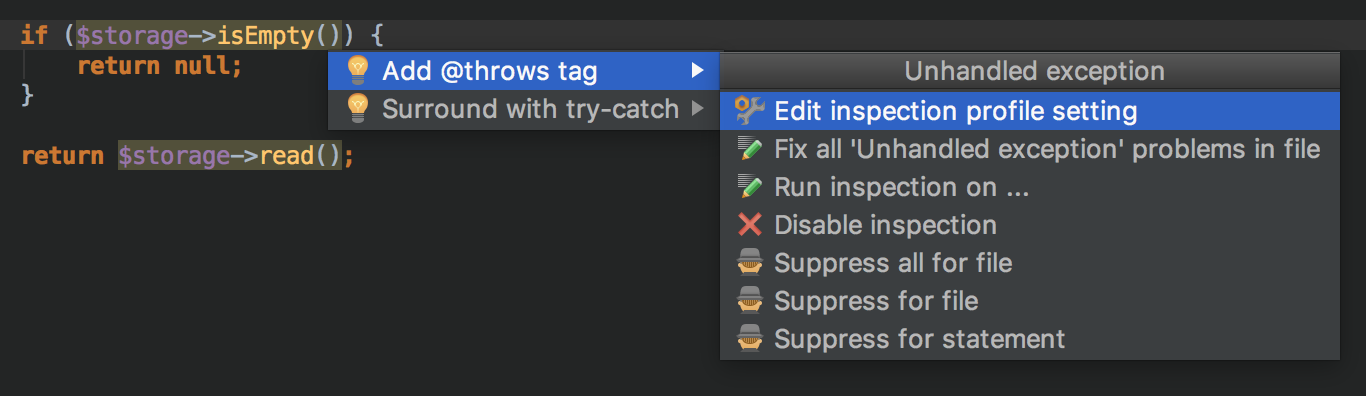 if ($storage->isEmpty()) {
return null;
}
return $storage->read();
Add @throws tag
Surround with try-catch
Unhandled exception
Edit inspection profile setting
Fix all 'Unhandled exception' problems in file
Run inspection on ...
Disable inspection
Suppress all for file
Suppress for file
Suppress for statement